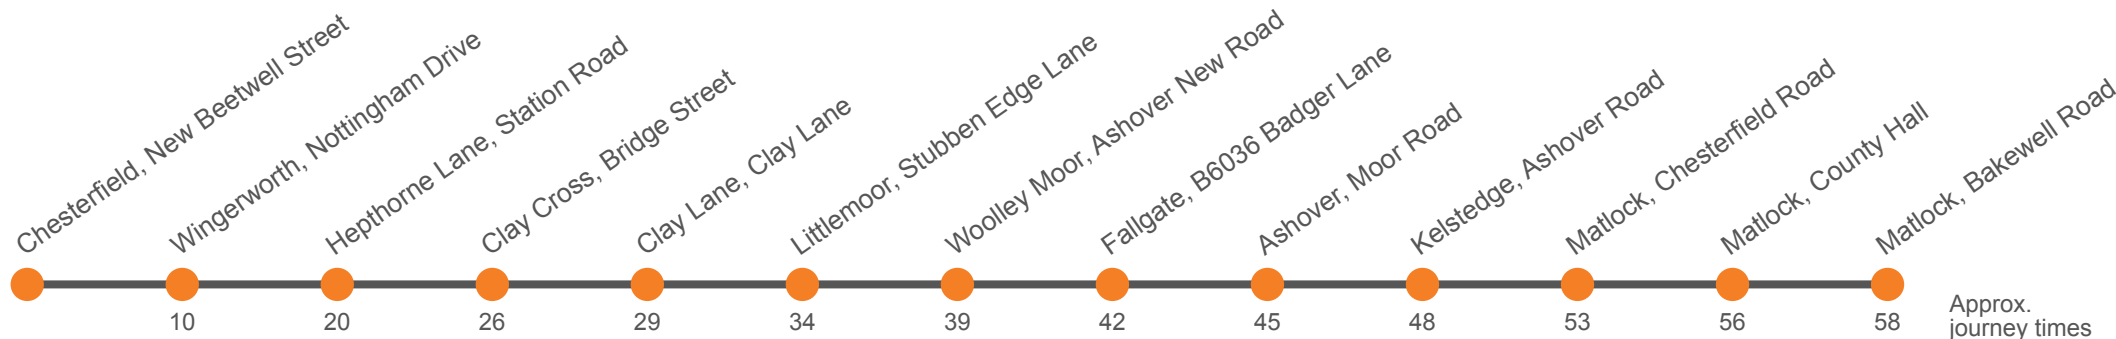 Chesterfield, New Beetwell Street
Wingerworth, Nottingham Drive
Hepthorne Lane, Station Road
Clay Cross, Bridge Street
Clay Lane, Clay Lane
Littlemoor, Stubben Edge Lane
Woolley Moor, Ashover New Road
Fallgate, B6036 Badger Lane
Ashover, Moor Road
Kelstedge, Ashover Road
Matlock, Chesterfield Road
Matlock, County Hall
Matlock, Bakewell Road
10 20 26 29 34 39 42 45 48 53 56 58
Approx.
journey times